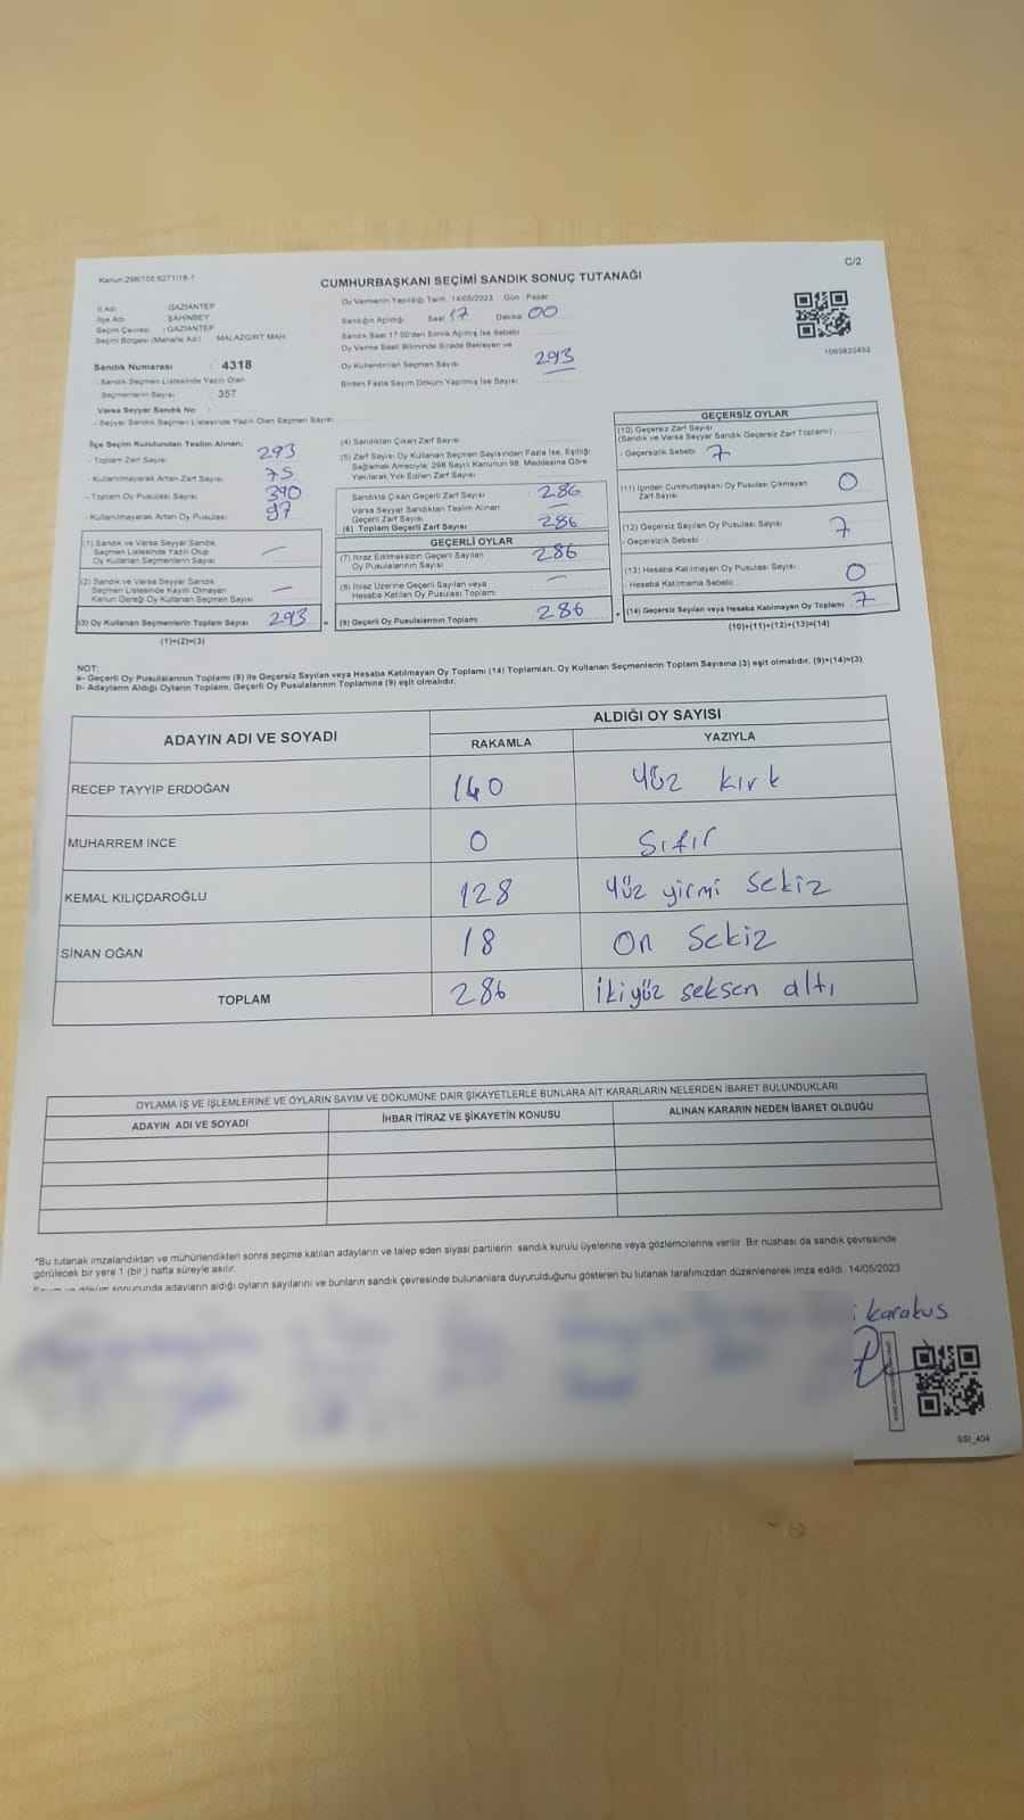 C/2
CUMHURBAŞKANI SEÇİMİ SANDIK SONUÇ TUTANAĞI
İl Adı : GAZİANTEP
İlçe Adı : ŞAHİNBEY
Seçim Çevresi : GAZİANTEP
Seçim Bölgesi (Mahalle Adı) : MALAZGİRT MAH.
Sandık Numarası 4318
- Sandık Seçmen Listesinde Yazılı Olan
Seçmenlerin Sayısı 357
Varsa Seyyar Sandık No
- Seyyar Sandık Seçmen Listesinde Yazılı Olan Seçmen Sayısı
Oy Vermenin Yapıldığı Tarih: 14/05/2023 Gün : Pazar
Sandığın Açıldığı Saat 17 Dakika 00
Sandık Saat 17.00'den Sonra Açılmış İse Sebebi
Oy Verme Saati Bitiminde Sırada Bekleyen ve
Oy Kullandırılan Seçmen Sayısı 293
Birden Fazla Sayım Döküm Yapılmış İse Sayısı
İlçe Seçim Kurulundan Teslim Alınan:
- Toplam Zarf Sayısı 293
- Kullanılmayarak Artan Zarf Sayısı 75
- Toplam Oy Pusulası Sayısı 390
- Kullanılmayarak Artan Oy Pusulası 97
(1) Sandık ve Varsa Seyyar Sandık
Seçmen Listesinde Yazılı Olup
Oy Kullanan Seçmenlerin Sayısı —
(2) Sandık ve Varsa Seyyar Sandık
Seçmen Listesinde Kayıtlı Olmayan
Kanun Gereği Oy Kullanan Seçmen Sayısı —
(3) Oy Kullanan Seçmenlerin Toplam Sayısı 293
(1)+(2)=(3)
(4) Sandıktan Çıkan Zarf Sayısı
(5) Zarf Sayısı Oy Kullanan Seçmen Sayısından Fazla İse, Eşitliği
Sağlamak Amacıyla; 298 Sayılı Kanunun 98. Maddesine Göre
Yakılarak Yok Edilen Zarf Sayısı
Sandıkta Çıkan Geçerli Zarf Sayısı 286
Varsa Seyyar Sandıktan Teslim Alınan
Geçerli Zarf Sayısı —
(6) Toplam Geçerli Zarf Sayısı 286
GEÇERLİ OYLAR
(7) İtiraz Edilmeksizin Geçerli Sayılan
Oy Pusulalarının Sayısı 286
(8) İtiraz Üzerine Geçerli Sayılan veya
Hesaba Katılan Oy Pusulası Toplamı —
(9) Geçerli Oy Pusulalarının Toplamı 286
GEÇERSİZ OYLAR
(10) Geçersiz Zarf Sayısı
(Sandık ve Varsa Seyyar Sandık Geçersiz Zarf Toplamı)
- Geçersizlik Sebebi 7
(11) İçinden Cumhurbaşkanı Oy Pusulası Çıkmayan
Zarf Sayısı 0
(12) Geçersiz Sayılan Oy Pusulası Sayısı 7
- Geçersizlik Sebebi
(13) Hesaba Katılmayan Oy Pusulası Sayısı 0
- Hesaba Katılmama Sebebi
(14) Geçersiz Sayılan veya Hesaba Katılmayan Oy Toplamı 7
(10)+(11)+(12)+(13)=(14)
NOT:
a- Geçerli Oy Pusulalarının Toplamı (9) ile Geçersiz Sayılan veya Hesaba Katılmayan Oy Toplamı (14) Toplamları, Oy Kullanan Seçmenlerin Toplam Sayısına (3) eşit olmalıdır. (9)+(14)=(3)
b- Adayların Aldığı Oyların Toplamı, Geçerli Oy Pusulalarının Toplamına (9) eşit olmalıdır.
ADAYIN ADI VE SOYADI
ALDIĞI OY SAYISI
RAKAMLA YAZIYLA
RECEP TAYYİP ERDOĞAN 140 Yüz kırk
MUHARREM İNCE 0 Sıfır
KEMAL KILIÇDAROĞLU 128 Yüz yirmi sekiz
SİNAN OĞAN 18 On Sekiz
TOPLAM 286 İkiyüz seksen altı
OYLAMA İŞ VE İŞLEMLERİNE VE OYLARIN SAYIM VE DÖKÜMÜNE DAİR ŞİKAYETLERLE BUNLARA AİT KARARLARIN NELERDEN İBARET BULUNDUKLARI
ADAYIN ADI VE SOYADI İHBAR İTİRAZ VE ŞİKAYETİN KONUSU ALINAN KARARIN NEDEN İBARET OLDUĞU
*Bu tutanak imzalandıktan ve mühürlendikten sonra seçime katılan adayların ve talep eden siyasi partilerin sandık kurulu üyelerine veya gözlemcilerine verilir. Bir nüshası da sandık çevresinde
görülecek bir yere 1 (bir) hafta süreyle asılır.
sonucunda adayların aldığı oyların sayılarını ve bunların sandık çevresinde bulunanlara duyurulduğunu gösteren bu tutanak tarafımızdan düzenlenerek imza edildi. 14/05/2023
karakus